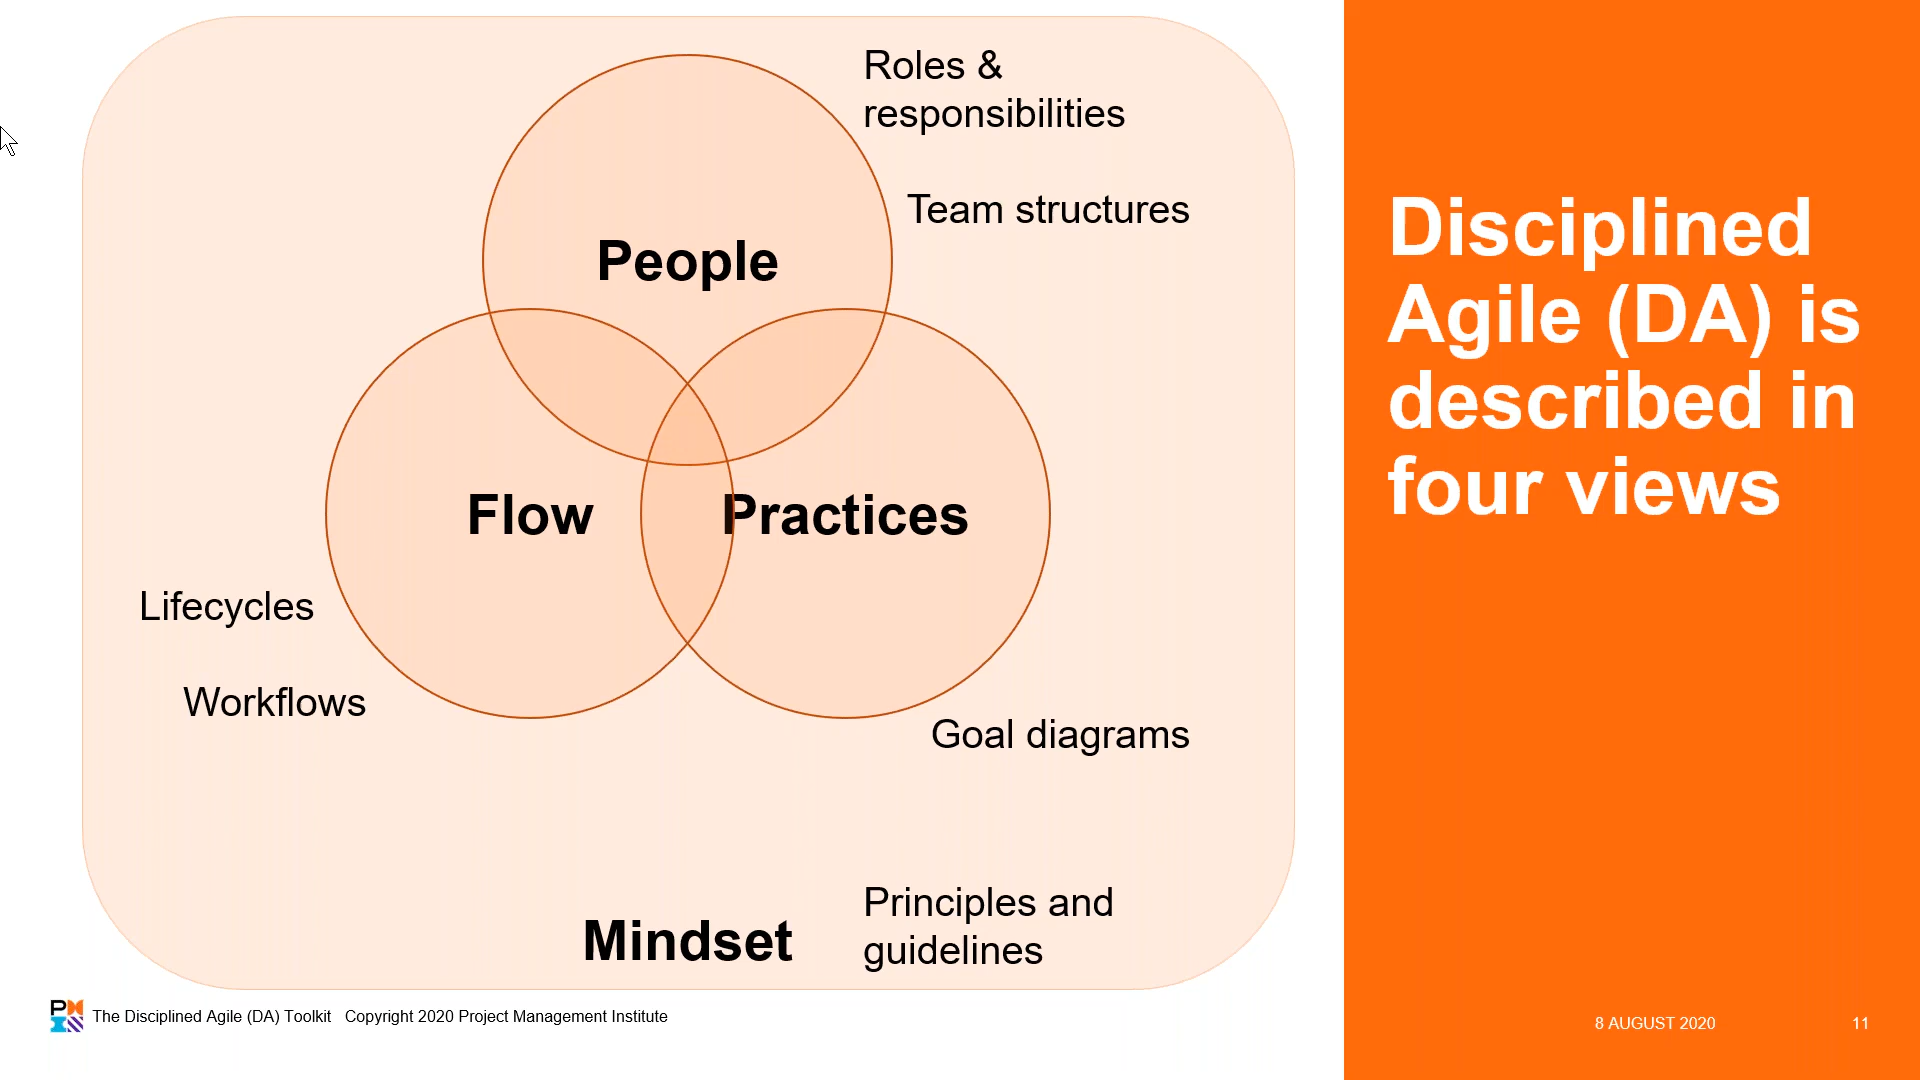 Roles &
responsibilities
Team structures
People
Flow
Practices
Lifecycles
Workflows
Goal diagrams
Mindset
Principles and
guidelines
Disciplined
Agile (DA) is
described in
four views
PM
The Disciplined Agile (DA) Toolkit Copyright 2020 Project Management Institute
8 AUGUST 2020
11